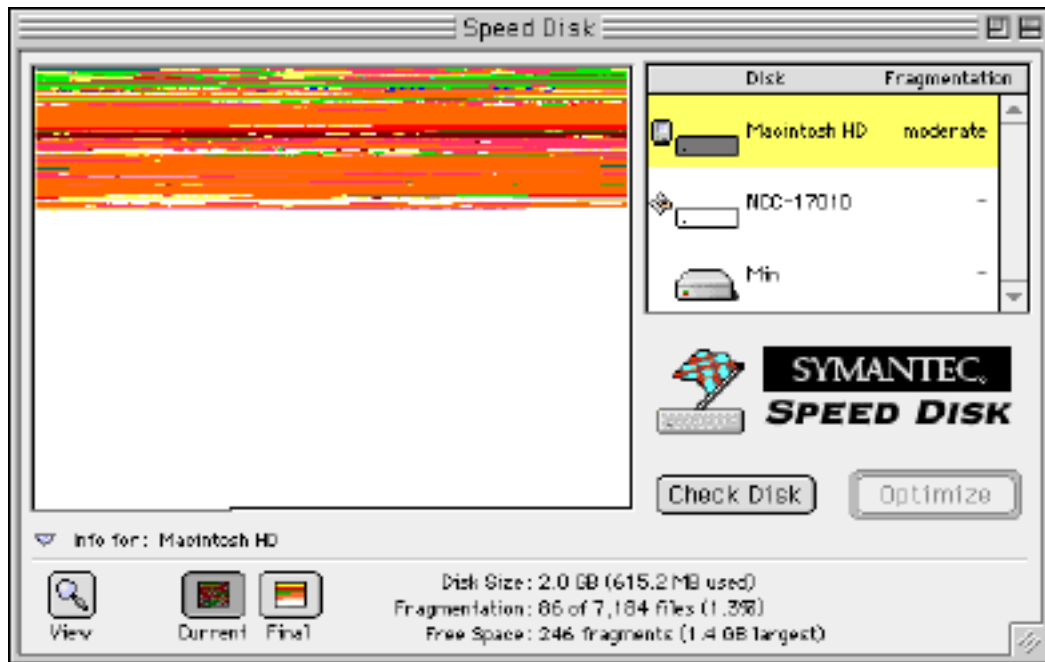 Speed Disk
Disk Fragmentation
Macintosh HD moderate
NCC-1701D -
Min -
SYMANTEC.
SPEED DISK
Check Disk Optimize
Info for: Macintosh HD
Disk Size: 2.0 GB (615.2 MB used)
Fragmentation: 86 of 7,184 files (1.3%)
Free Space: 246 fragments (1.4 GB largest)
View Current Final